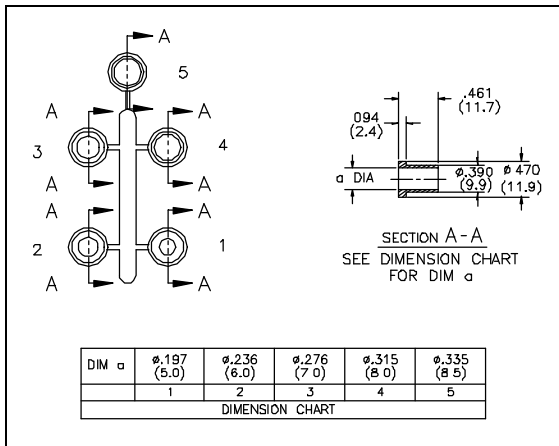 A
A
5
A
A
3
4
A
A
A
A
2
1
A
A
.461
(11.7)
.094
(2.4)
a DIA
ø.390
(9.9)
ø.470
(11.9)
SECTION A-A
SEE DIMENSION CHART
FOR DIM a
DIM a ø.197 ø.236 ø.276 ø.315 ø.335
(5.0) (6.0) (7.0) (8.0) (8.5)
1 2 3 4 5
DIMENSION CHART